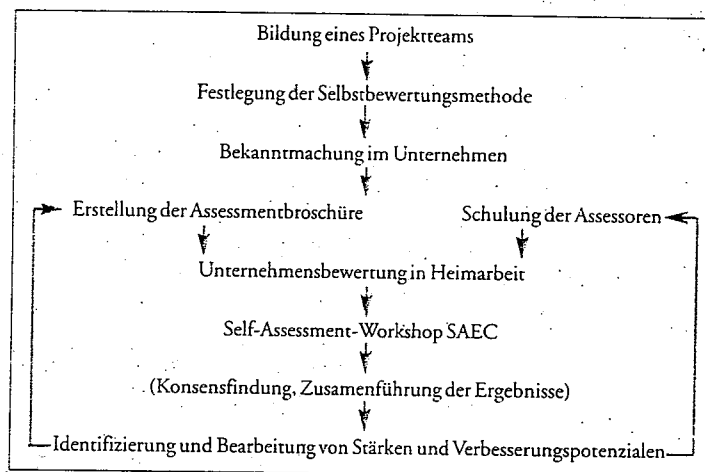 Bildung eines Projektteams
Festlegung der Selbstbewertungsmethode
Bekanntmachung im Unternehmen
Erstellung der Assessmentbroschüre Schulung der Assessoren
Unternehmensbewertung in Heimarbeit
Self-Assessment-Workshop SAEC
(Konsensfindung, Zusamenführung der Ergebnisse)
Identifizierung und Bearbeitung von Stärken und Verbesserungspotenzialen